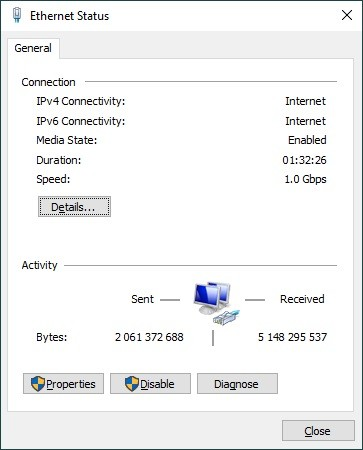 Ethernet Status
General
Connection
IPv4 Connectivity: Internet
IPv6 Connectivity: Internet
Media State: Enabled
Duration: 01:32:26
Speed: 1.0 Gbps
Details...
Activity
Sent Received
Bytes: 2 061 372 688 5 148 295 537
Properties Disable Diagnose
Close